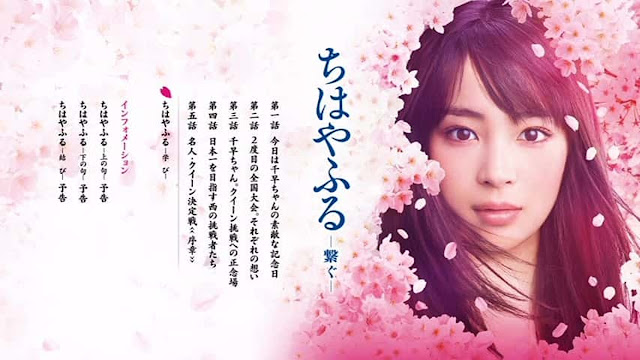 ちはやふる
―繋ぐ―
第一話 今日は千早ちゃんの素敵な記念日
第二話 2度目の全国大会。それぞれの想い
第三話 千早ちゃん。クイーン挑戦への正念場
第四話 日本一を目指す西の挑戦者たち
第五話 名人・クイーン決定戦〈序章〉
ちはやふる ―学び―
インフォメーション
ちはやふる ―上の句― 予告
ちはやふる ―下の句― 予告
ちはやふる ―結び― 予告